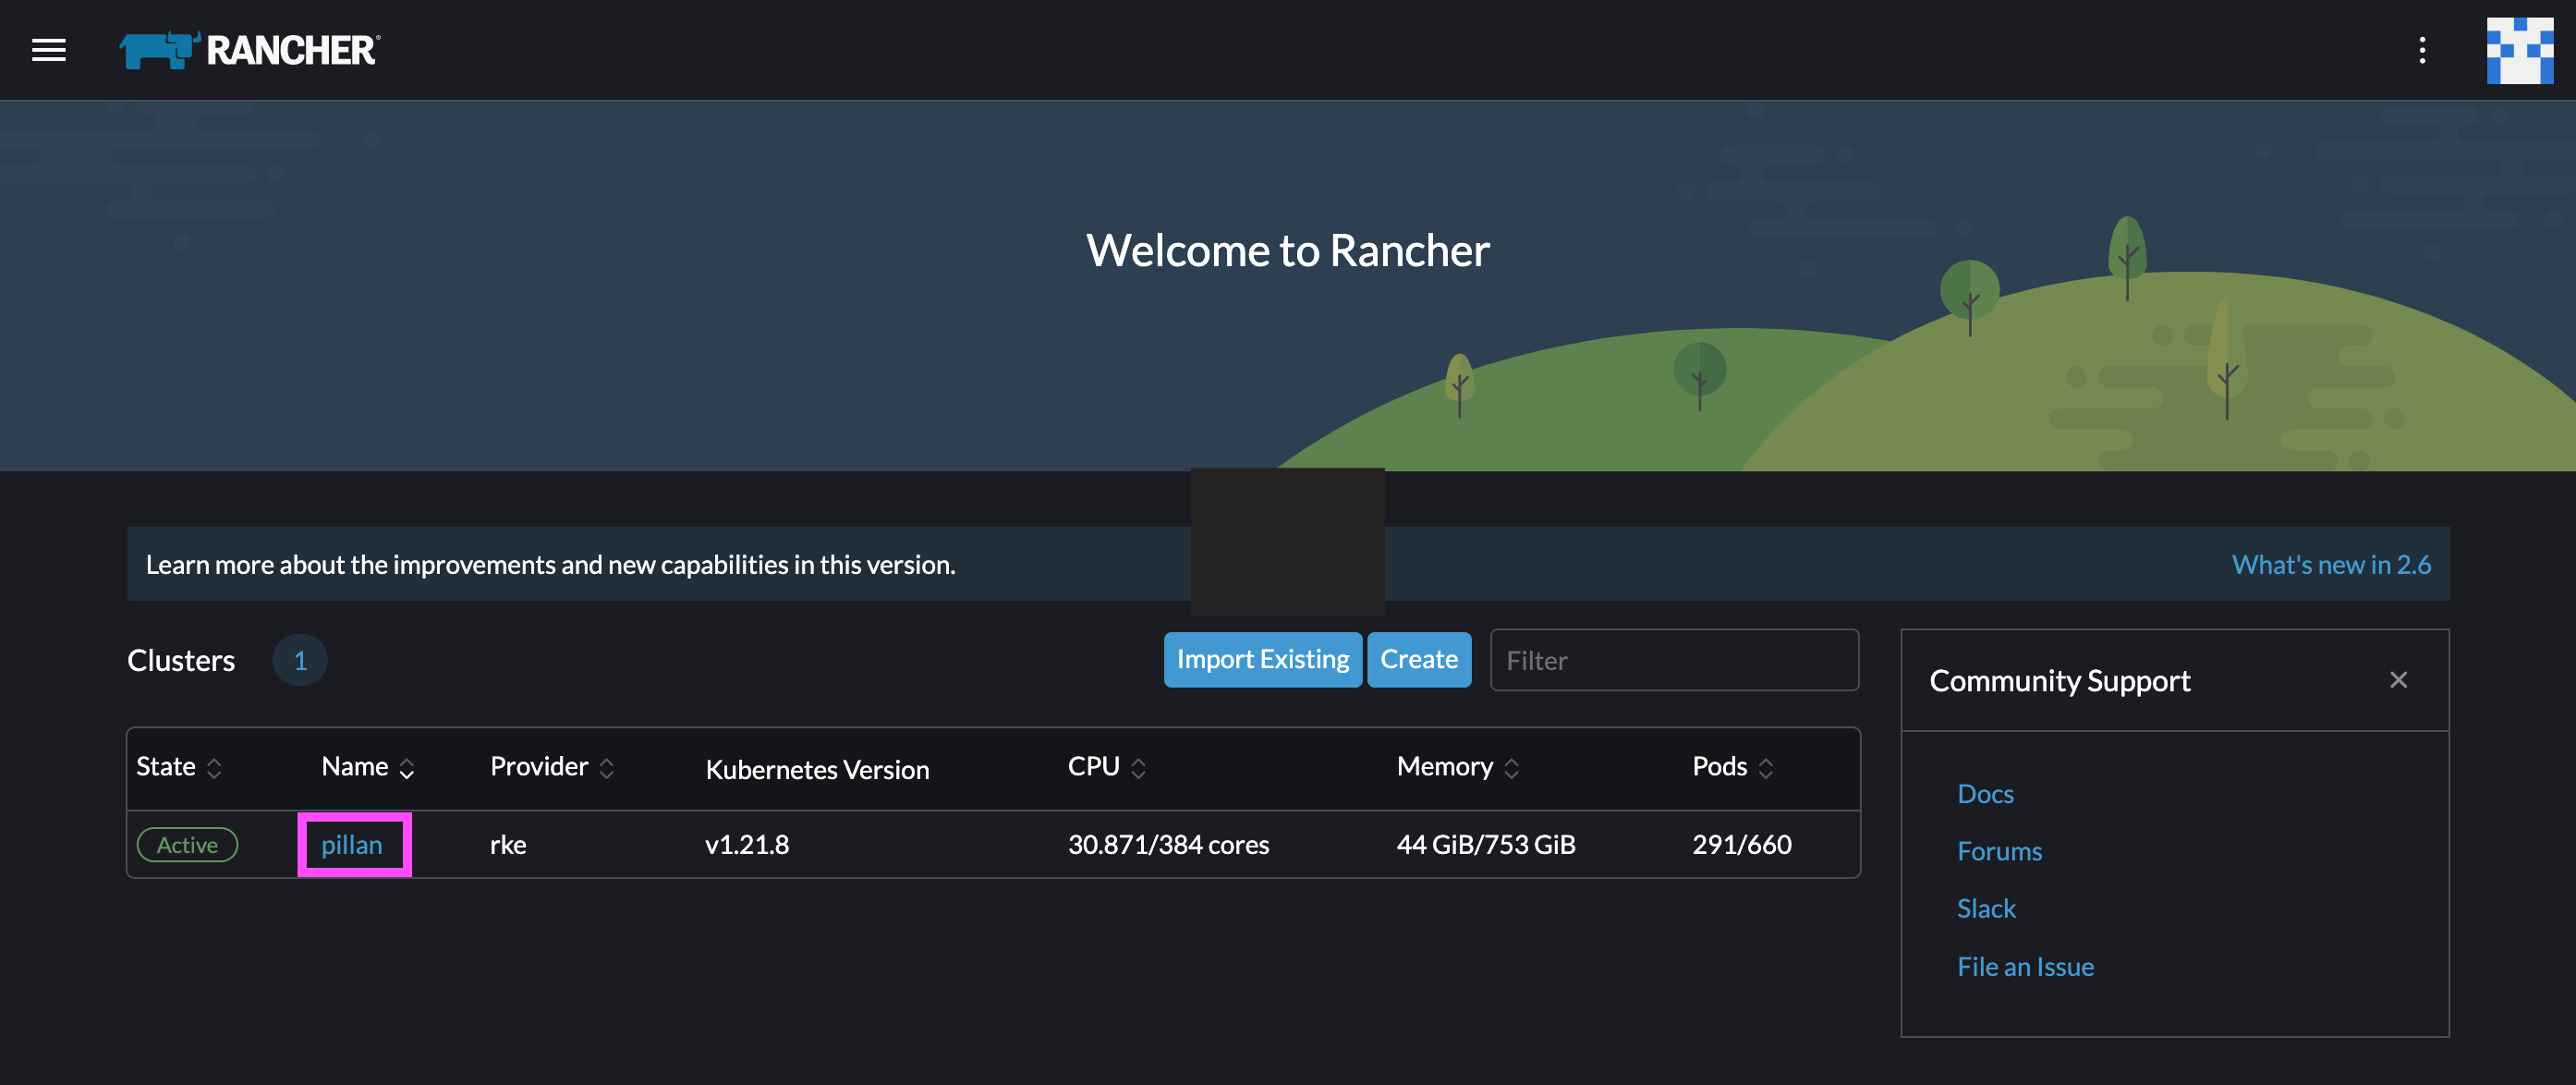 RANCHER®
Welcome to Rancher
Learn more about the improvements and new capabilities in this version.
What's new in 2.6
Clusters 1
Import Existing
Create
Filter
State Name Provider Kubernetes Version CPU Memory Pods
Active pillan rke v1.21.8 30.871/384 cores 44 GiB/753 GiB 291/660
Community Support
Docs
Forums
Slack
File an Issue